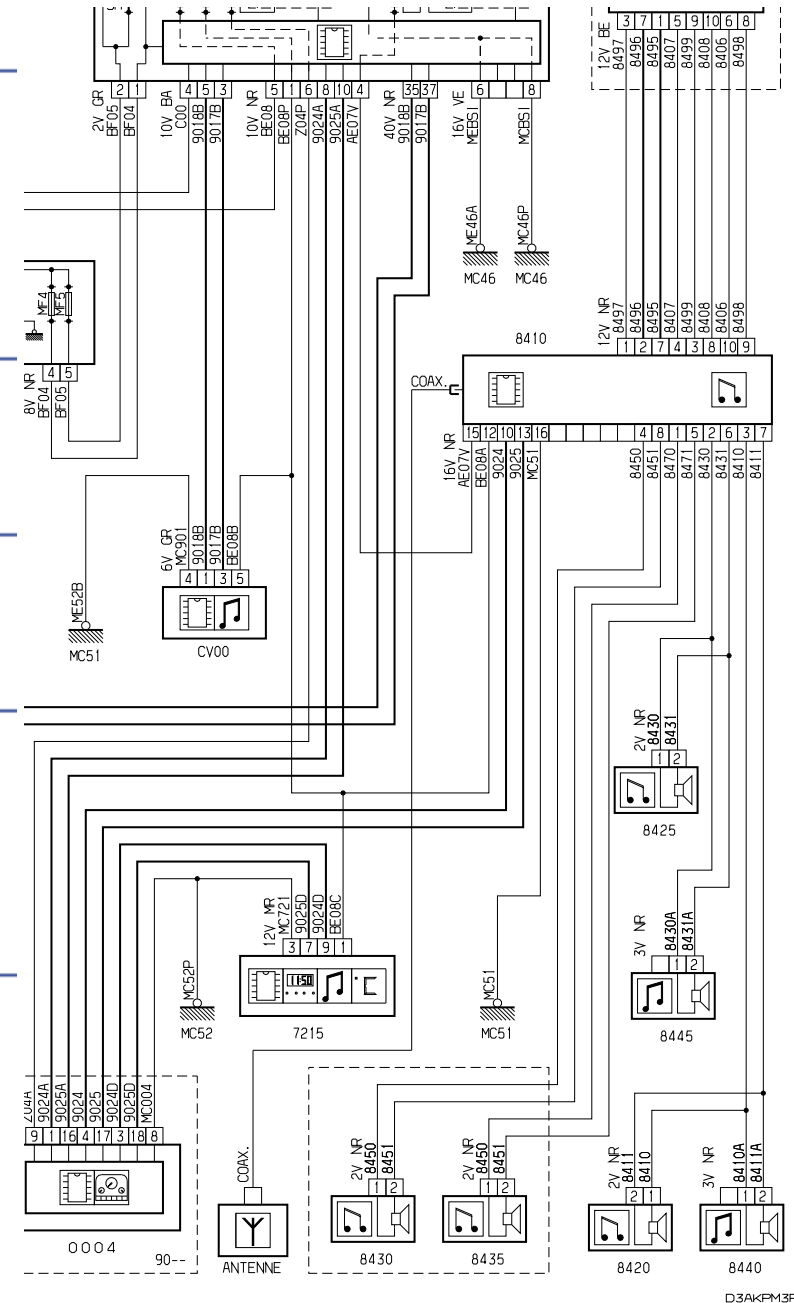 3 7 1 5 9 10 6 8
12V BE
8497
8496
8495
8407
8499
8408
8406
8498
2 1
4 5 3
5 1 6 8 10 4
35 37
6 8
2V GR
BF05
BF04
10V BA
C00
9018B
9017B
10V NR
BE08
BE08P
Z04P
9024A
9025A
AE07V
40V NR
9018B
9017B
16V VE
MEBSI
MCBSI
ME46A
MC46P
MC46
MC46
MF4
MF5
4 5
8V NR
BF04
BF05
12V NR
8497
8496
8495
8407
8499
8408
8406
8498
8410
1 2 7 4 3 8 10 9
COAX.
15 12 10 13 16
4 8 1 5 2 6 3 7
16V NR
AE07V
BE08A
9024
9025
MC51
8450
8451
8470
8471
8430
8431
8410
8411
6V GR
MC901
9018B
9017B
BE08B
4 1 3 5
CV00
ME52B
MC51
2V NR
8430
8431
1 2
8425
12V MR
MC721
9025D
9024D
BE08C
3 7 9 1
11:50
7215
3V NR
8430A
8431A
1 2
8445
MC52P
MC52
MC51
MC51
Z04A
9024A
9025A
9024
9025
9024D
9025D
MC004
9 1 16 4 17 3 18 8
0004
90--
COAX.
ANTENNE
2V NR
8450
8451
1 2
8430
2V NR
8450
8451
1 2
8435
2V NR
8411
8410
2 1
8420
3V NR
8410A
8411A
1 2
8440